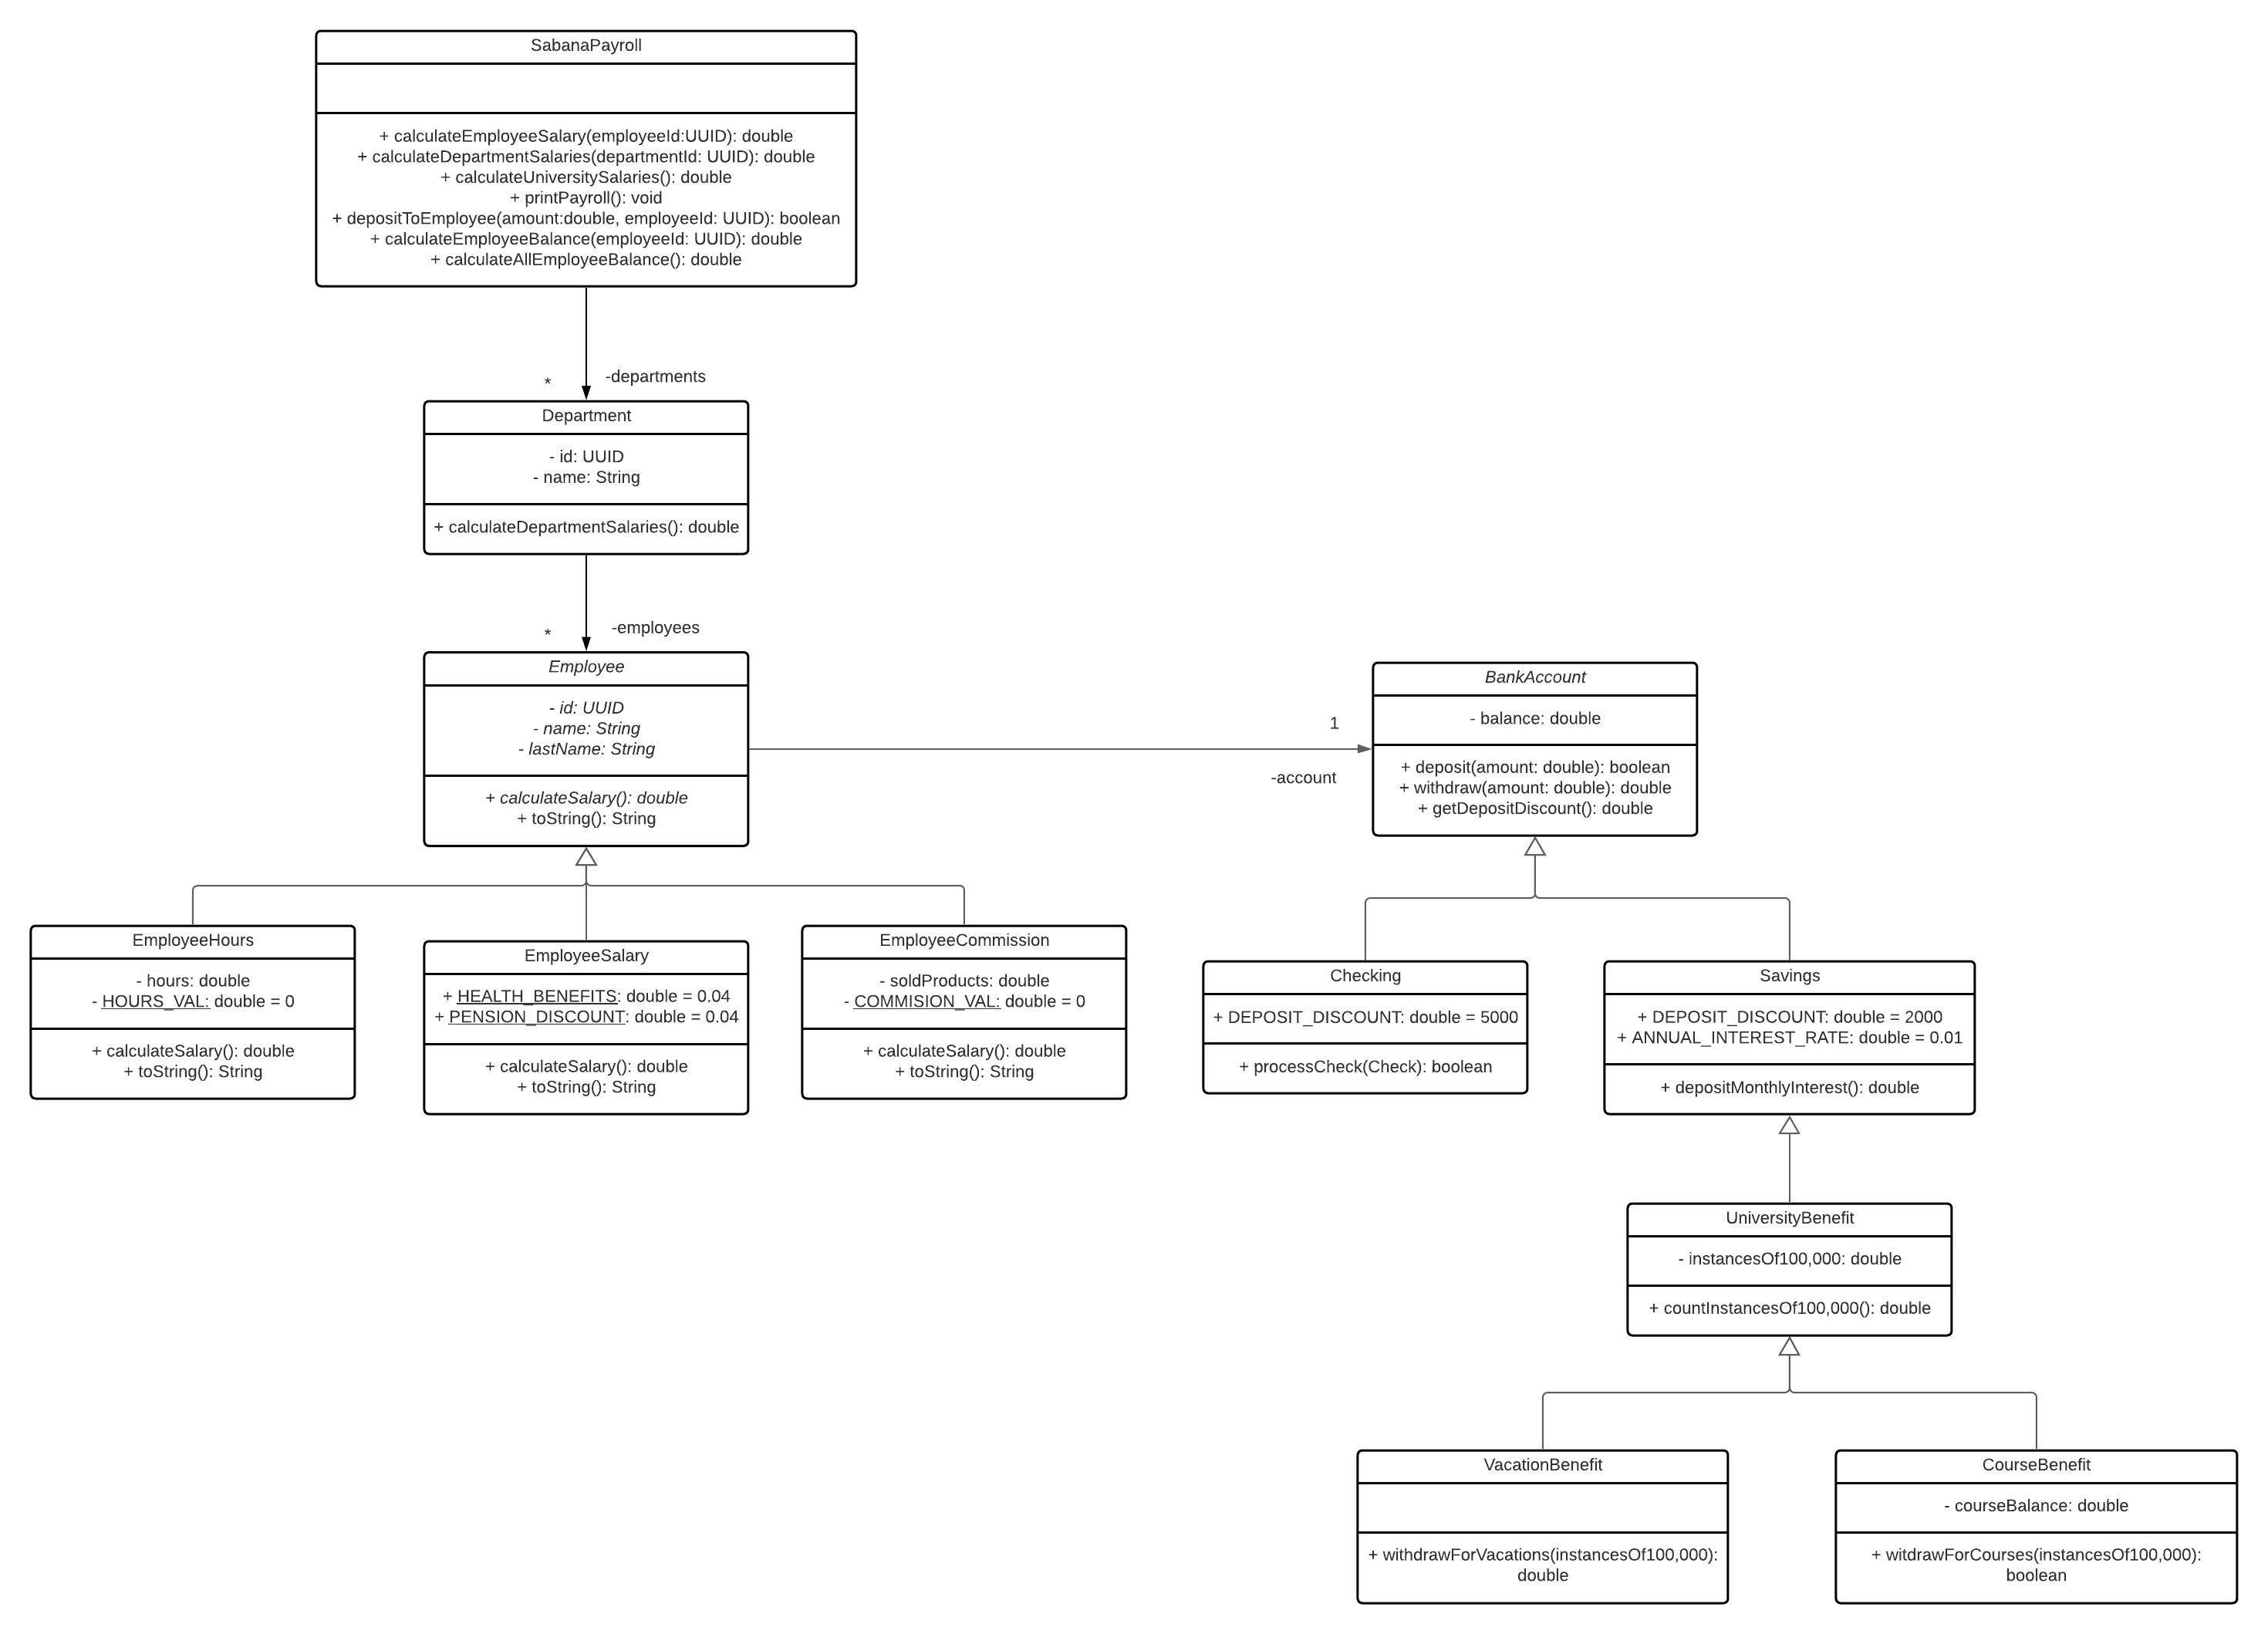 SabanaPayroll
+ calculateEmployeeSalary(employeeId:UUID): double
+ calculateDepartmentSalaries(departmentId: UUID): double
+ calculateUniversitySalaries(): double
+ printPayroll(): void
+ depositToEmployee(amount:double, employeeId: UUID): boolean
+ calculateEmployeeBalance(employeeId: UUID): double
+ calculateAllEmployeeBalance(): double
* -departments
Department
- id: UUID
- name: String
+ calculateDepartmentSalaries(): double
* -employees
Employee
- id: UUID
- name: String
- lastName: String
+ calculateSalary(): double
+ toString(): String
1
-account
BankAccount
- balance: double
+ deposit(amount: double): boolean
+ withdraw(amount: double): double
+ getDepositDiscount(): double
EmployeeHours
- hours: double
- HOURS_VAL: double = 0
+ calculateSalary(): double
+ toString(): String
EmployeeSalary
+ HEALTH_BENEFITS: double = 0.04
+ PENSION_DISCOUNT: double = 0.04
+ calculateSalary(): double
+ toString(): String
EmployeeCommission
- soldProducts: double
- COMMISION_VAL: double = 0
+ calculateSalary(): double
+ toString(): String
Checking
+ DEPOSIT_DISCOUNT: double = 5000
+ processCheck(Check): boolean
Savings
+ DEPOSIT_DISCOUNT: double = 2000
+ ANNUAL_INTEREST_RATE: double = 0.01
+ depositMonthlyInterest(): double
UniversityBenefit
- instancesOf100,000: double
+ countInstancesOf100,000(): double
VacationBenefit
+ withdrawForVacations(instancesOf100,000):
double
CourseBenefit
- courseBalance: double
+ witdrawForCourses(instancesOf100,000):
boolean